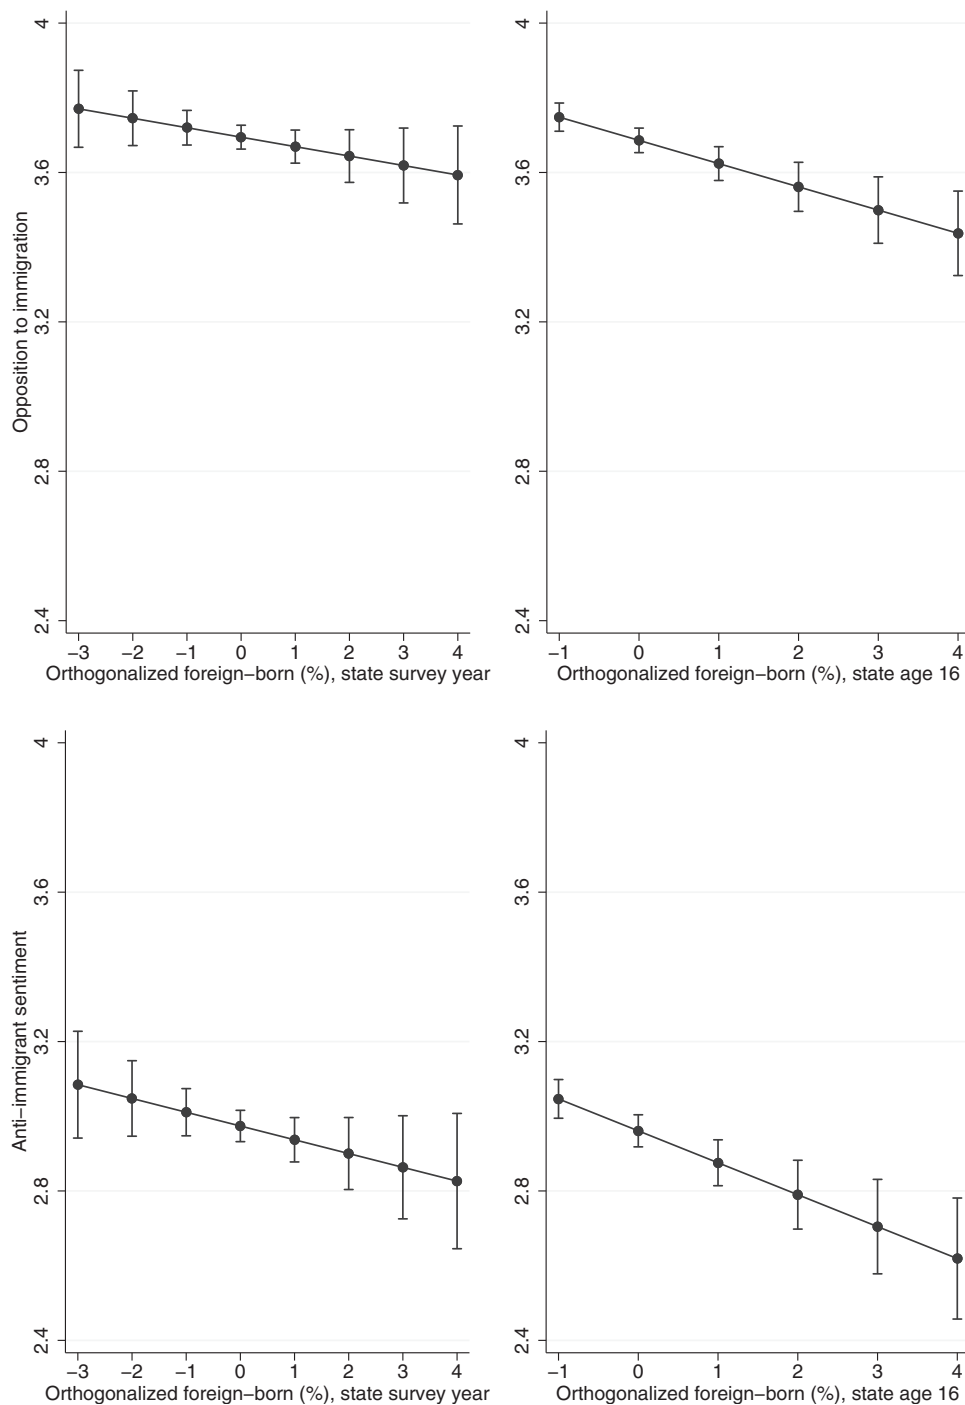 4
3.6
3.2
2.8
2.4
Opposition to immigration
−3 −2 −1 0 1 2 3 4
Orthogonalized foreign−born (%), state survey year
4
3.6
3.2
2.8
2.4
−1 0 1 2 3 4
Orthogonalized foreign−born (%), state age 16
4
3.6
3.2
2.8
2.4
Anti−immigrant sentiment
−3 −2 −1 0 1 2 3 4
Orthogonalized foreign−born (%), state survey year
4
3.6
3.2
2.8
2.4
−1 0 1 2 3 4
Orthogonalized foreign−born (%), state age 16